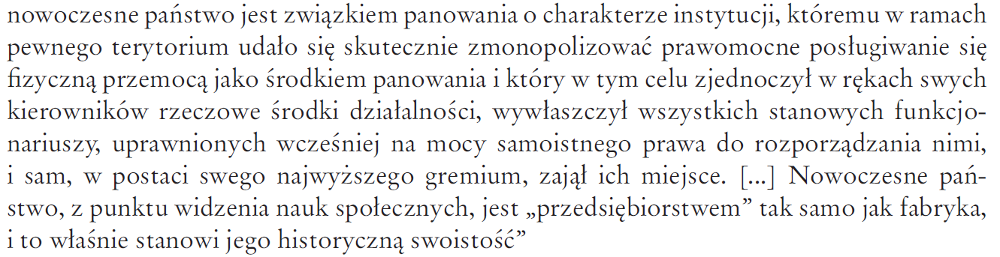 nowoczesne państwo jest związkiem panowania o charakterze instytucji, któremu w ramach
pewnego terytorium udało się skutecznie zmonopolizować prawomocne posługiwanie się
fizyczną przemocą jako środkiem panowania i który w tym celu zjednoczył w rękach swych
kierowników rzeczowe środki działalności, wywłaszczył wszystkich stanowych funkcjo-
nariuszy, uprawnionych wcześniej na mocy samoistnego prawa do rozporządzania nimi,
i sam, w postaci swego najwyższego gremium, zajął ich miejsce. [...] Nowoczesne pań-
stwo, z punktu widzenia nauk społecznych, jest „przedsiębiorstwem” tak samo jak fabryka,
i to właśnie stanowi jego historyczną swoistość”